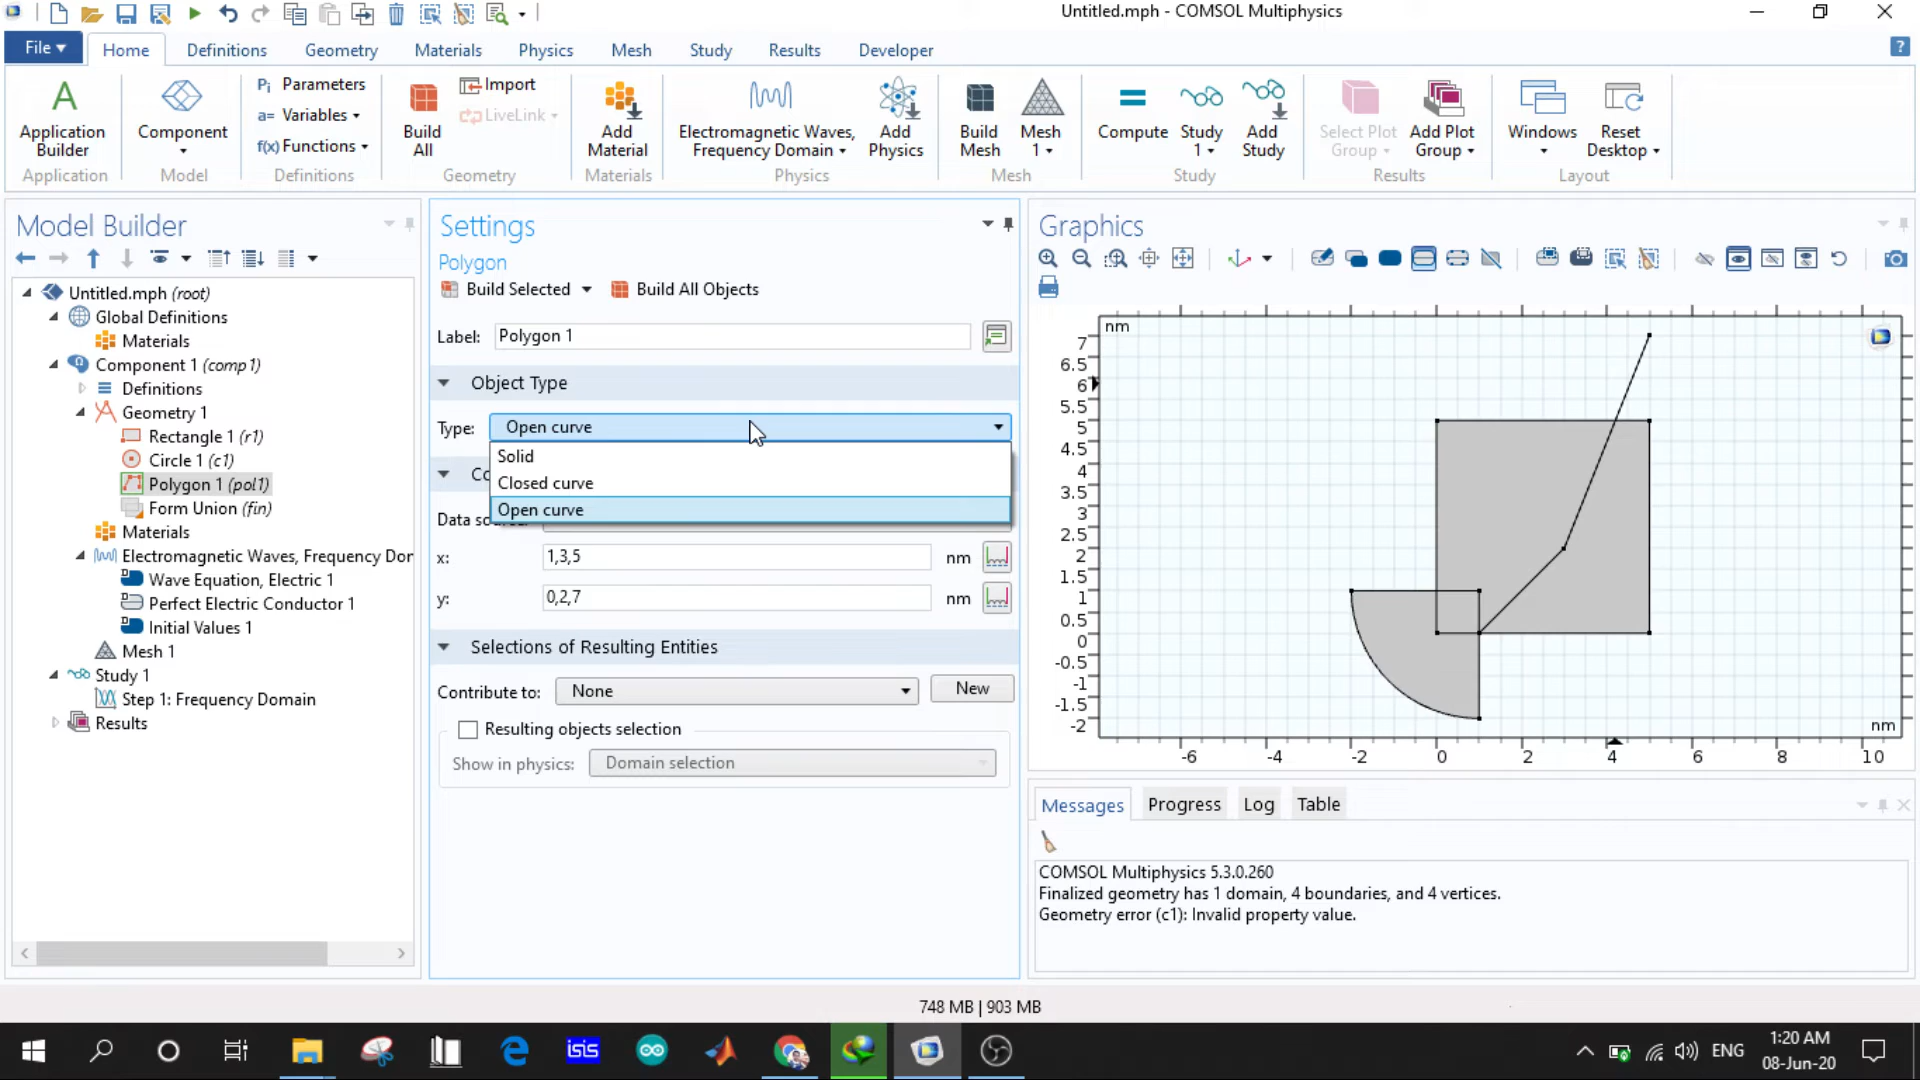 Untitled.mph - COMSOL Multiphysics
File Home Definitions Geometry Materials Physics Mesh Study Results Developer
Application Builder
Application
Component
Model
Pi Parameters
a= Variables
f(x) Functions
Definitions
Build All
Import
LiveLink
Geometry
Add Material
Materials
Electromagnetic Waves, Frequency Domain
Add Physics
Physics
Build Mesh
Mesh 1
Mesh
Compute
Study 1
Add Study
Study
Select Plot Group
Add Plot Group
Results
Windows
Reset Desktop
Layout
Model Builder
Untitled.mph (root)
Global Definitions
Materials
Component 1 (comp1)
Definitions
Geometry 1
Rectangle 1 (r1)
Circle 1 (c1)
Polygon 1 (pol1)
Form Union (fin)
Materials
Electromagnetic Waves, Frequency Dor
Wave Equation, Electric 1
Perfect Electric Conductor 1
Initial Values 1
Mesh 1
Study 1
Step 1: Frequency Domain
Results
Settings
Polygon
Build Selected Build All Objects
Label: Polygon 1
Object Type
Type: Open curve
Solid
Closed curve
Open curve
Co
Data source:
x: 1,3,5 nm
y: 0,2,7 nm
Selections of Resulting Entities
Contribute to: None New
Resulting objects selection
Show in physics: Domain selection
Graphics
nm
7
6.5
6
5.5
5
4.5
4
3.5
3
2.5
2
1.5
1
0.5
0
-0.5
-1
-1.5
-2
nm
-6 -4 -2 0 2 4 6 8 10
Messages Progress Log Table
COMSOL Multiphysics 5.3.0.260
Finalized geometry has 1 domain, 4 boundaries, and 4 vertices.
Geometry error (c1): Invalid property value.
748 MB | 903 MB
isis
ENG
1:20 AM
08-Jun-20